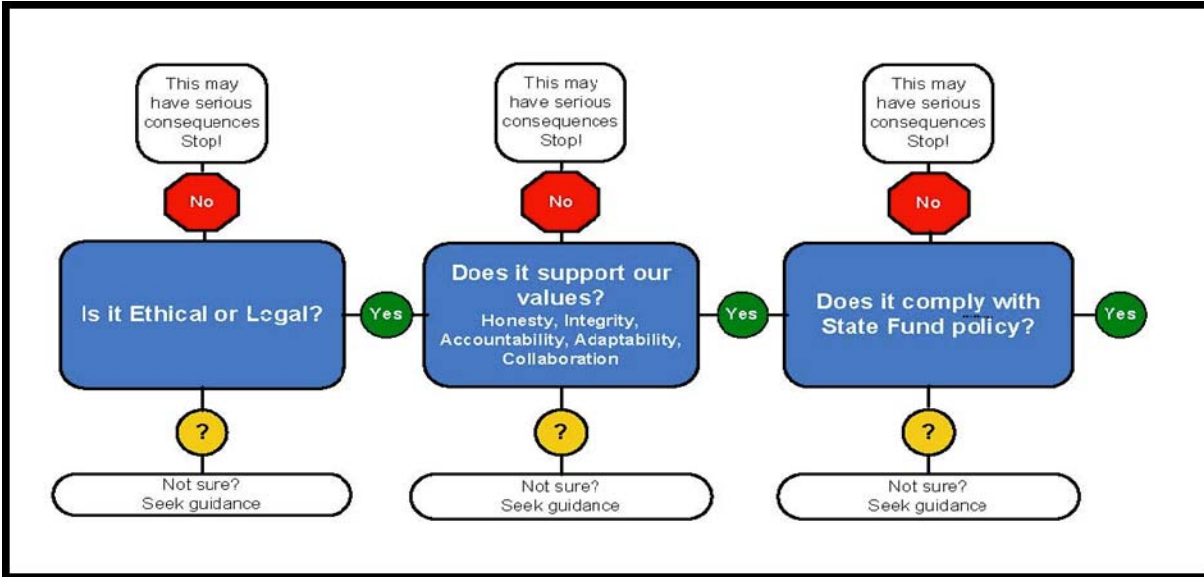 This may
have serious
consequences
Stop!
No
Is it Ethical or Legal?
?
Not sure?
Seek guidance
Yes
This may
have serious
consequences
Stop!
No
Does it support our
values?
Honesty, Integrity,
Accountability, Adaptability,
Collaboration
?
Not sure?
Seek guidance
Yes
This may
have serious
consequences
Stop!
No
Does it comply with
State Fund policy?
?
Not sure?
Seek guidance
Yes